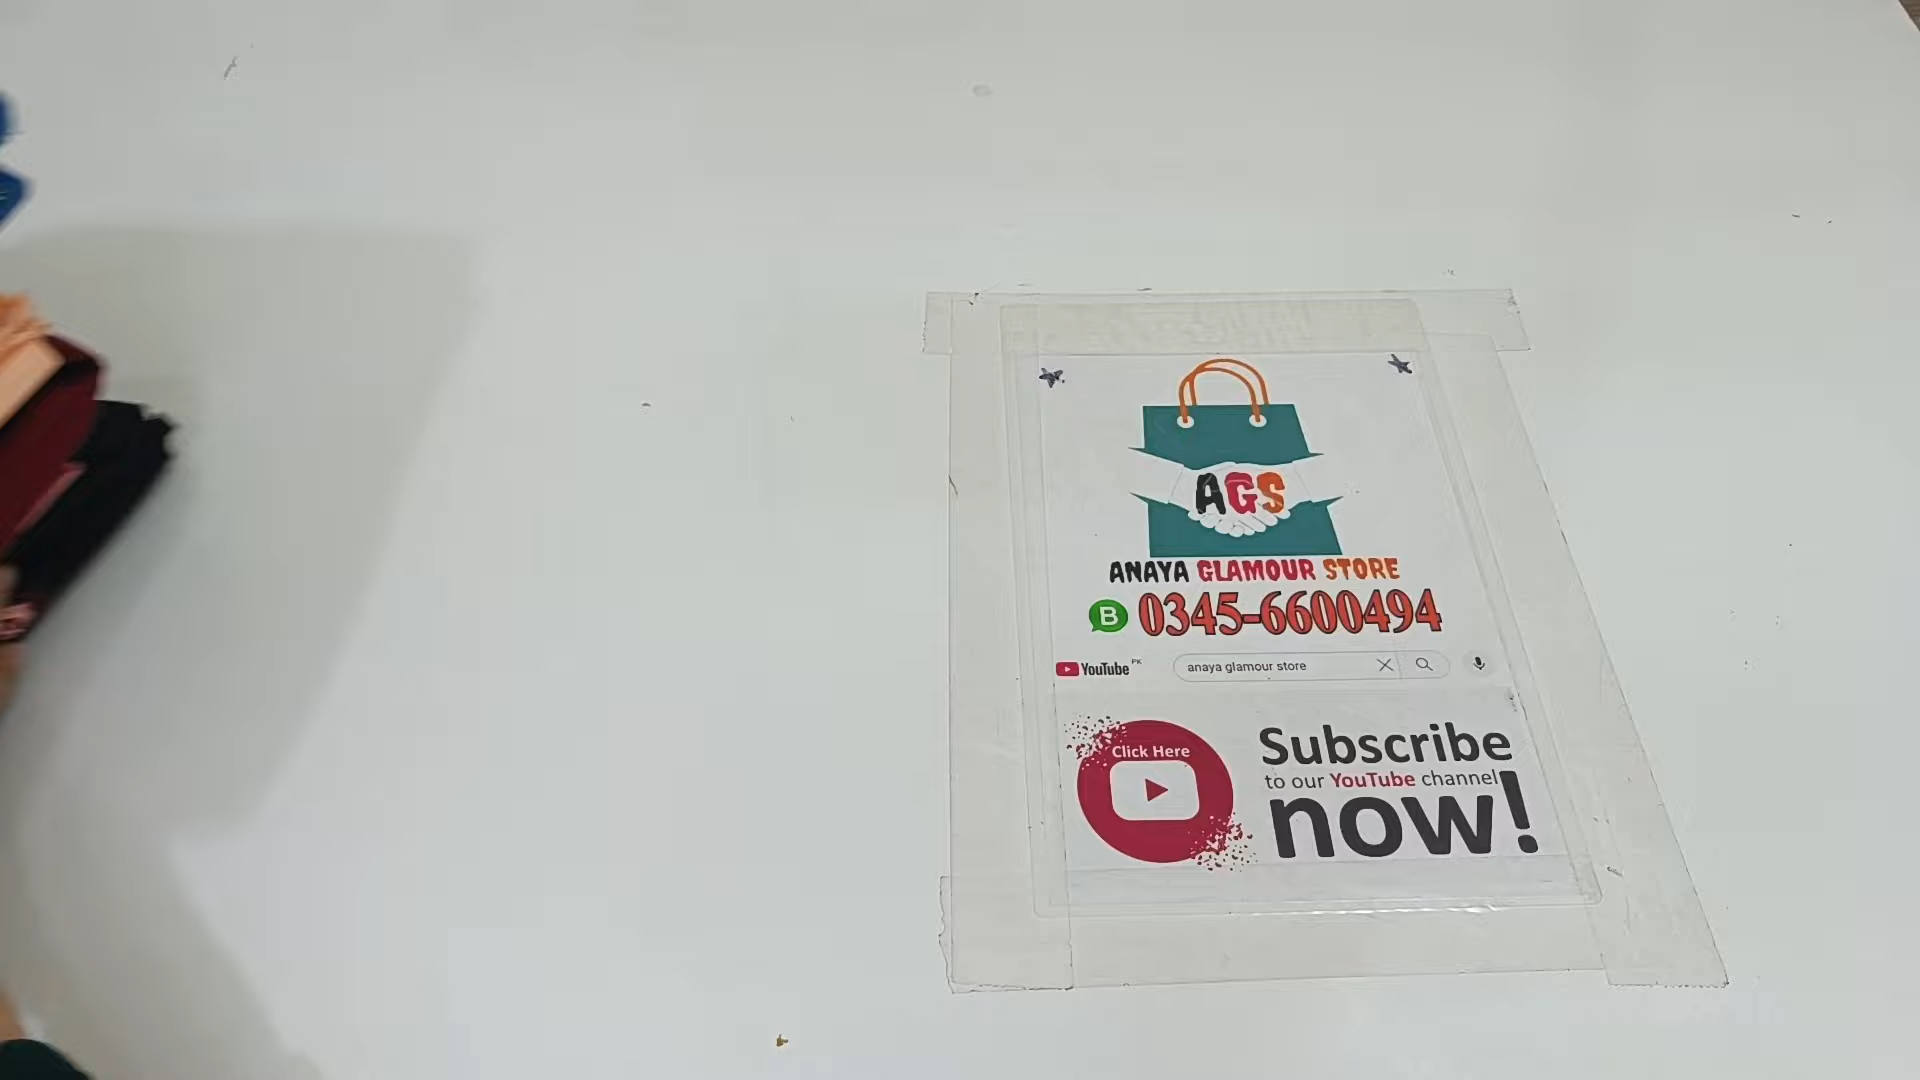 AGS
ANAYA GLAMOUR STORE
B 0345-6600494
YouTube PK anaya glamour store
Click Here
Subscribe
to our YouTube channel
now!